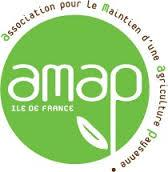 association pour le maintien d'une agriculture paysanne.
amap
ILE DE FRANCE